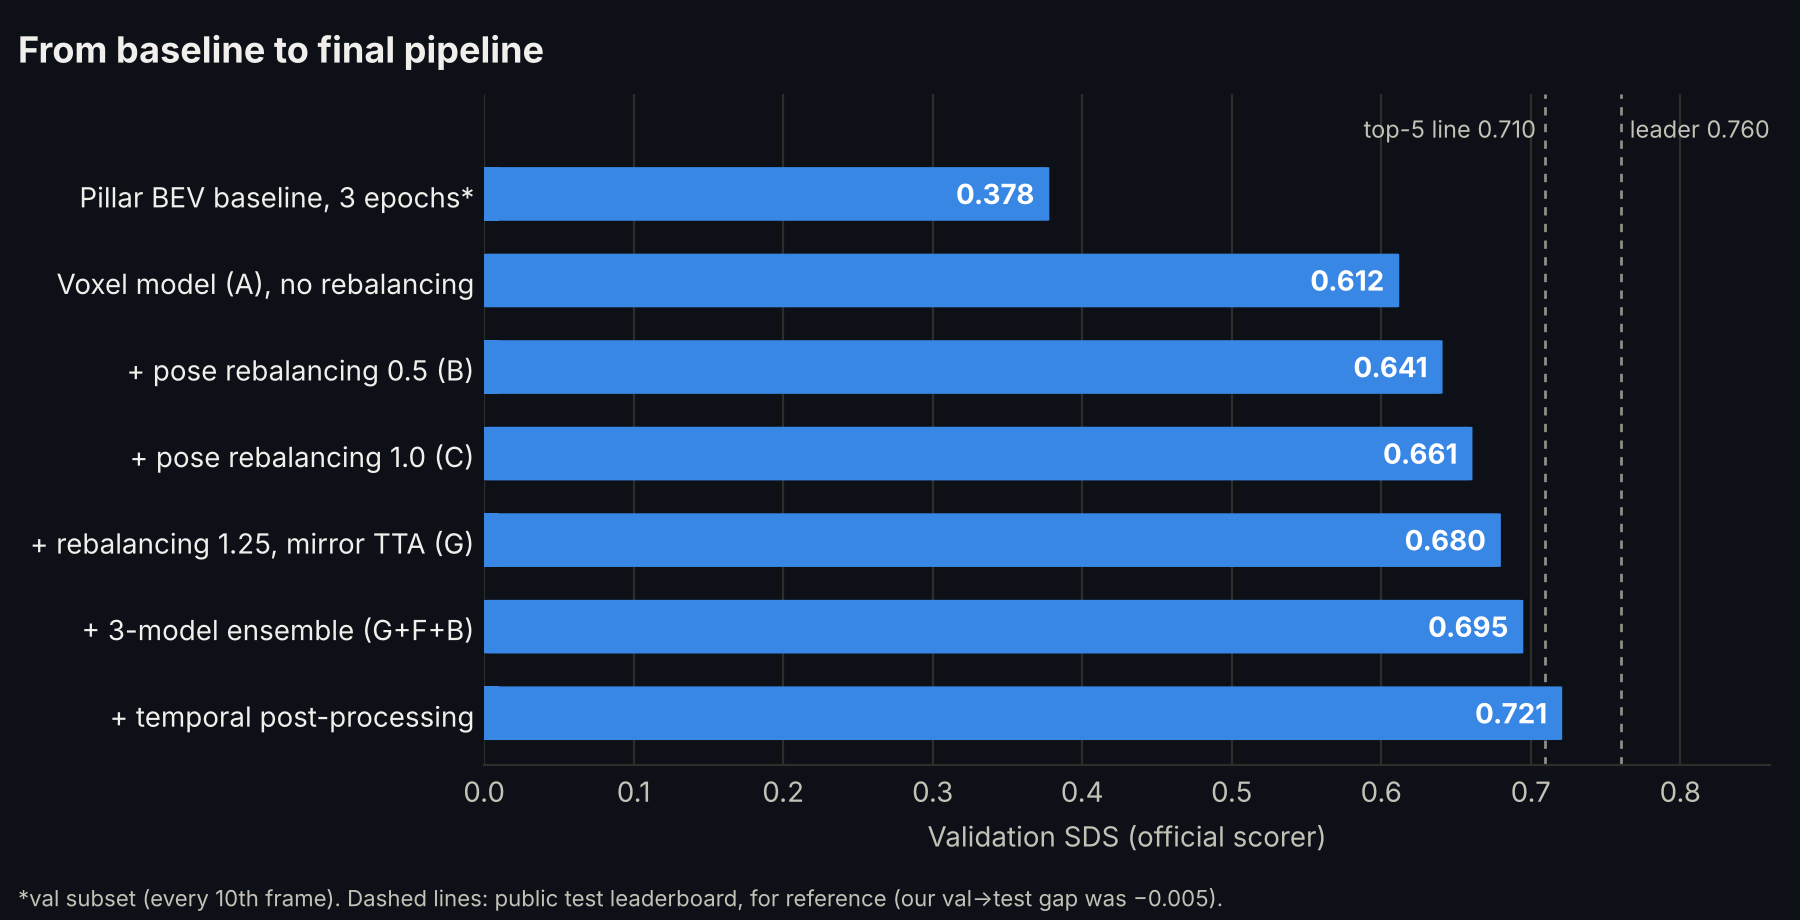 From baseline to final pipeline
top-5 line 0.710
leader 0.760
Pillar BEV baseline, 3 epochs*
0.378
Voxel model (A), no rebalancing
0.612
+ pose rebalancing 0.5 (B)
0.641
+ pose rebalancing 1.0 (C)
0.661
+ rebalancing 1.25, mirror TTA (G)
0.680
+ 3-model ensemble (G+F+B)
0.695
+ temporal post-processing
0.721
0.0 0.1 0.2 0.3 0.4 0.5 0.6 0.7 0.8
Validation SDS (official scorer)
*val subset (every 10th frame). Dashed lines: public test leaderboard, for reference (our val→test gap was −0.005).